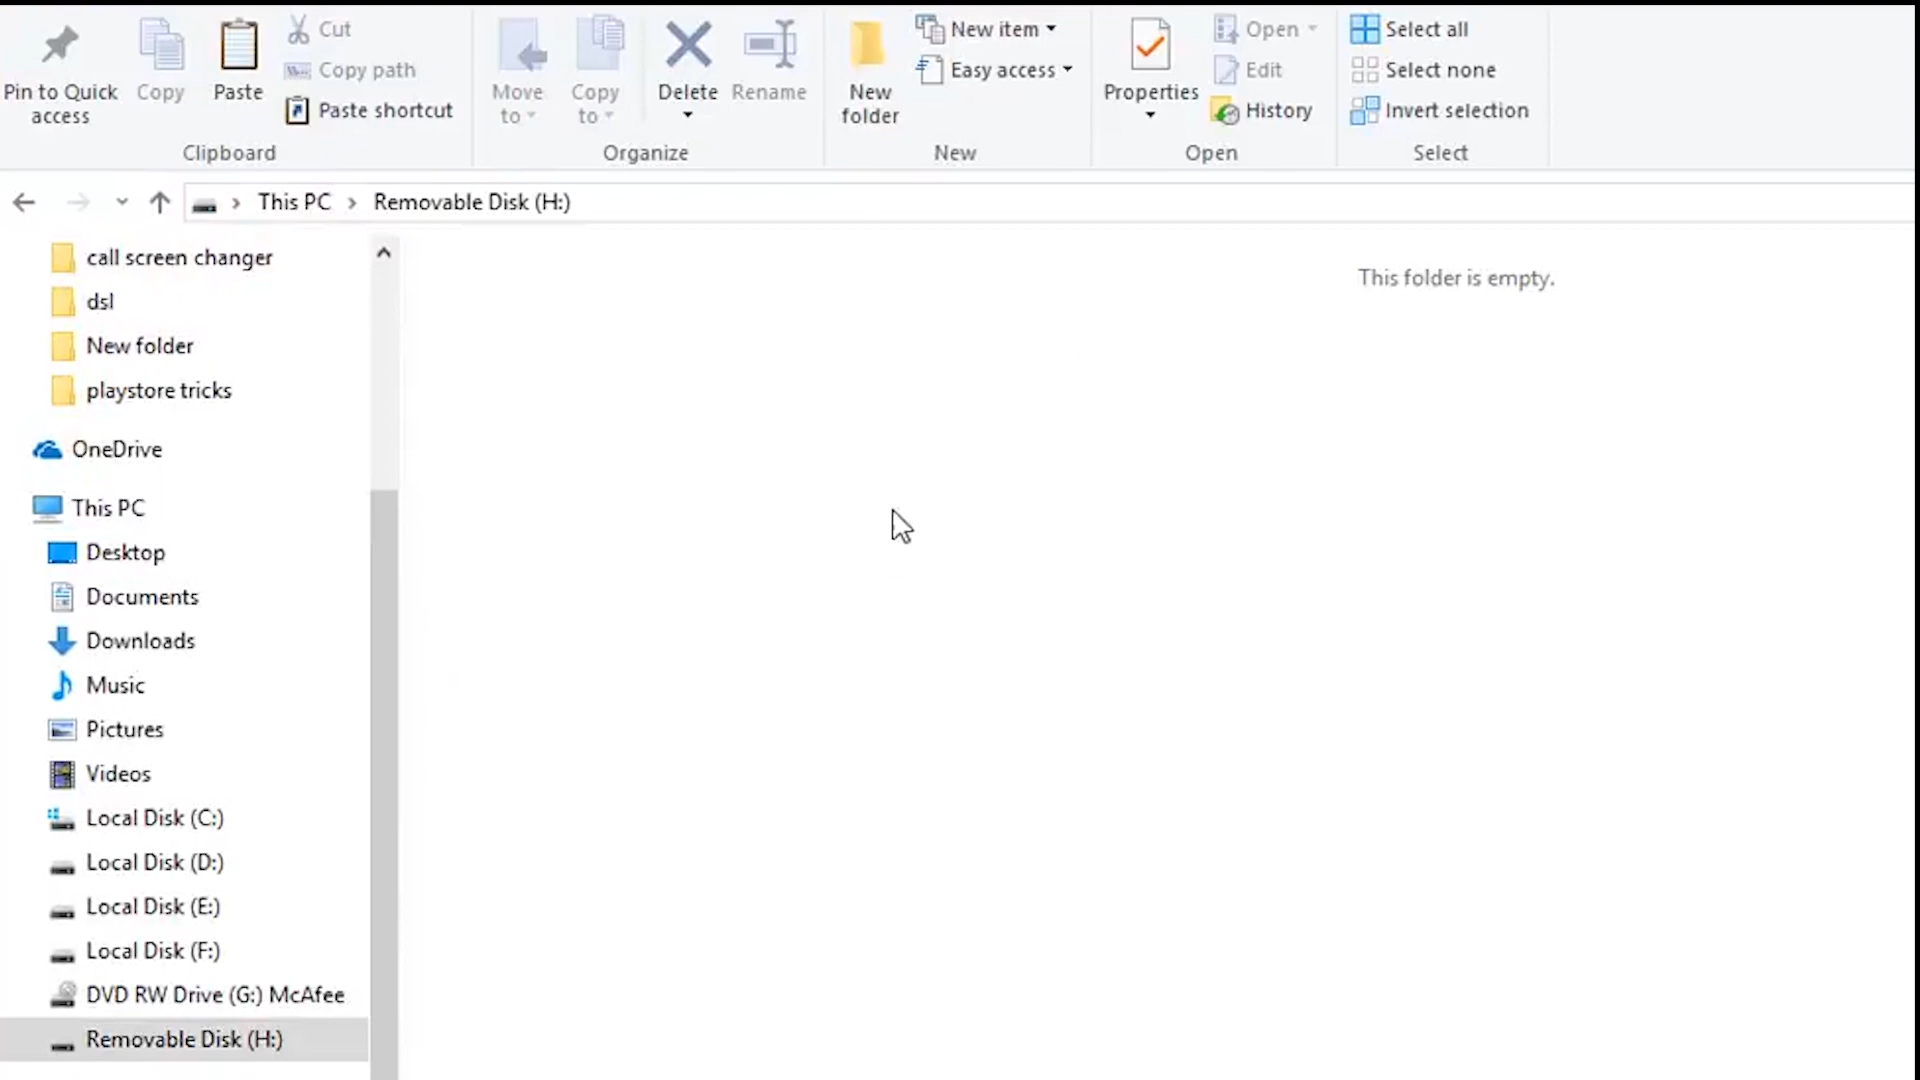 Pin to Quick
access
Copy
Paste
Cut
Copy path
Paste shortcut
Clipboard
Move
to
Copy
to
Delete
Rename
Organize
New
folder
New item
Easy access
New
Properties
Open
Edit
History
Open
Select all
Select none
Invert selection
Select
This PC > Removable Disk (H:)
call screen changer
dsl
New folder
playstore tricks
OneDrive
This PC
Desktop
Documents
Downloads
Music
Pictures
Videos
Local Disk (C:)
Local Disk (D:)
Local Disk (E:)
Local Disk (F:)
DVD RW Drive (G:) McAfee
Removable Disk (H:)
This folder is empty.